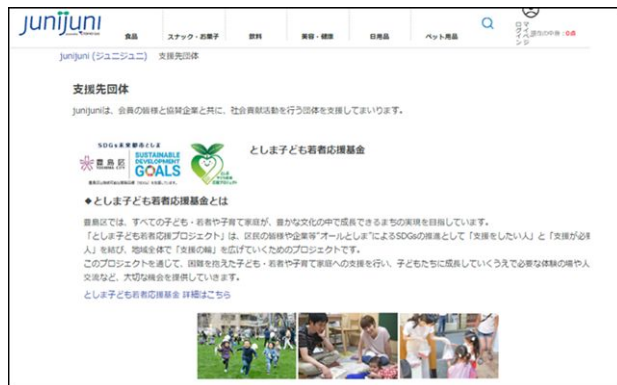 junijuni
食品 スナック・お菓子 飲料 美容・健康 日用品 ペット用品
マイページ
ログイン
現在の中身：0点
junijuni (ジュニジュニ) 支援先団体
支援先団体
junijuniは、会員の皆様と協賛企業と共に、社会貢献活動を行う団体を支援してまいります。
SDGs未来都市としま
豊島区
SUSTAINABLE
DEVELOPMENT
GOALS
としま子ども若者応援基金
◆としま子ども若者応援基金とは
豊島区では、すべての子ども・若者や子育て家庭が、豊かな文化の中で成長できるまちの実現を目指しています。
「としま子ども若者応援プロジェクト」は、区民の皆様や企業等"オールとしま"によるSDGsの推進として「支援をしたい人」と「支援が必要
人」を結び、地域全体で「支援の輪」を広げていくためのプロジェクトです。
このプロジェクトを通じて、困難を抱えた子ども・若者や子育て家庭への支援を行い、子どもたちに成長していくうえで必要な体験の場や人
交流など、大切な機会を提供していきます。
としま子ども若者応援基金 詳細はこちら